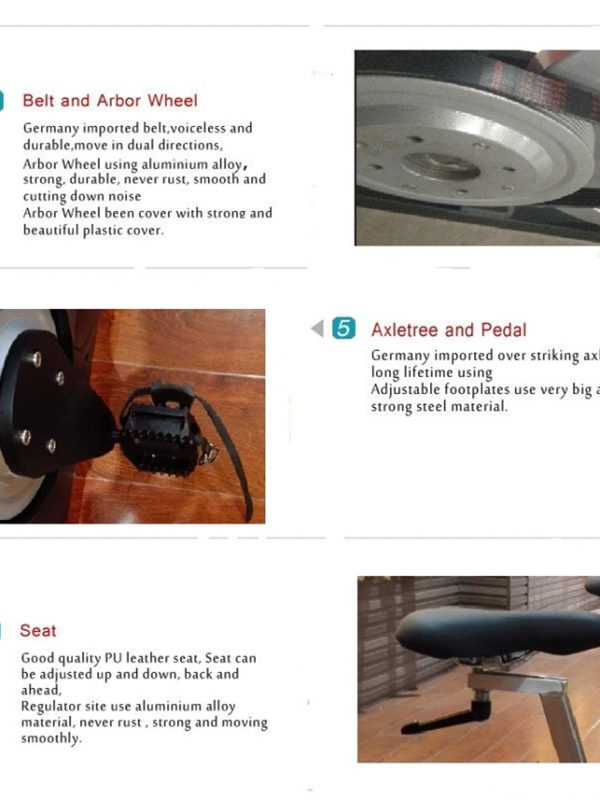 Belt and Arbor Wheel
Germany imported belt,voiceless and
durable,move in dual directions,
Arbor Wheel using aluminium alloy,
strong, durable, never rust, smooth and
cutting down noise
Arbor Wheel been cover with strong and
beautiful plastic cover.
5 Axletree and Pedal
Germany imported over striking
long lifetime using
Adjustable footplates use very big
strong steel material.
Seat
Good quality PU leather seat, Seat can
be adjusted up and down, back and
ahead,
Regulator site use aluminium alloy
material, never rust , strong and moving
smoothly.